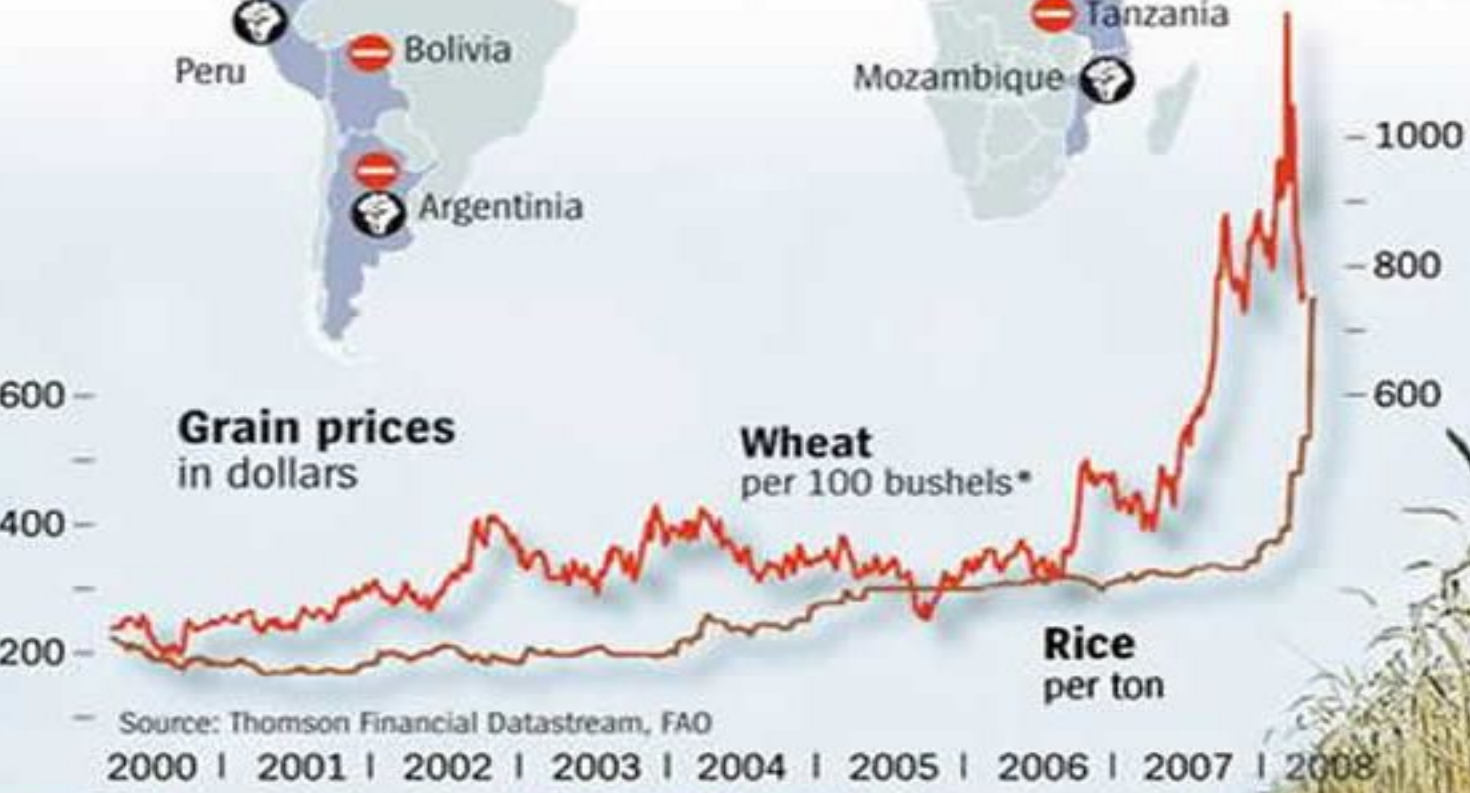 Tanzania
Bolivia
Peru
Mozambique
1000
Argentinia
800
600
600
Grain prices
in dollars
Wheat
per 100 bushels*
400
Rice
per ton
200
Source: Thomson Financial Datastream, FAO
2000 | 2001 | 2002 | 2003 | 2004 | 2005 | 2006 | 2007 | 2008